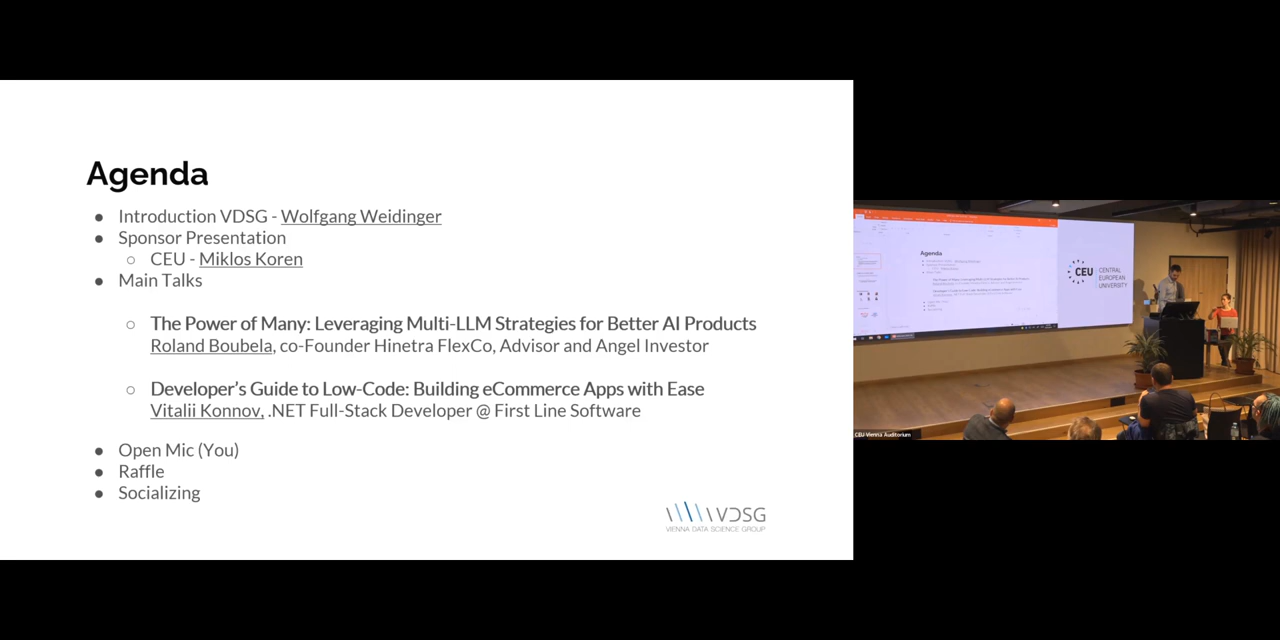 Agenda
● Introduction VDSG - Wolfgang Weidinger
● Sponsor Presentation
○ CEU - Miklos Koren
● Main Talks
○ The Power of Many: Leveraging Multi-LLM Strategies for Better AI Products
Roland Boubela, co-Founder Hinetra FlexCo, Advisor and Angel Investor
○ Developer's Guide to Low-Code: Building eCommerce Apps with Ease
Vitalii Konnov, .NET Full-Stack Developer @ First Line Software
● Open Mic (You)
● Raffle
● Socializing
VDSG
VIENNA DATA SCIENCE GROUP
Agenda
CEU
CENTRAL
EUROPEAN
UNIVERSITY
CEU Vienna Auditorium